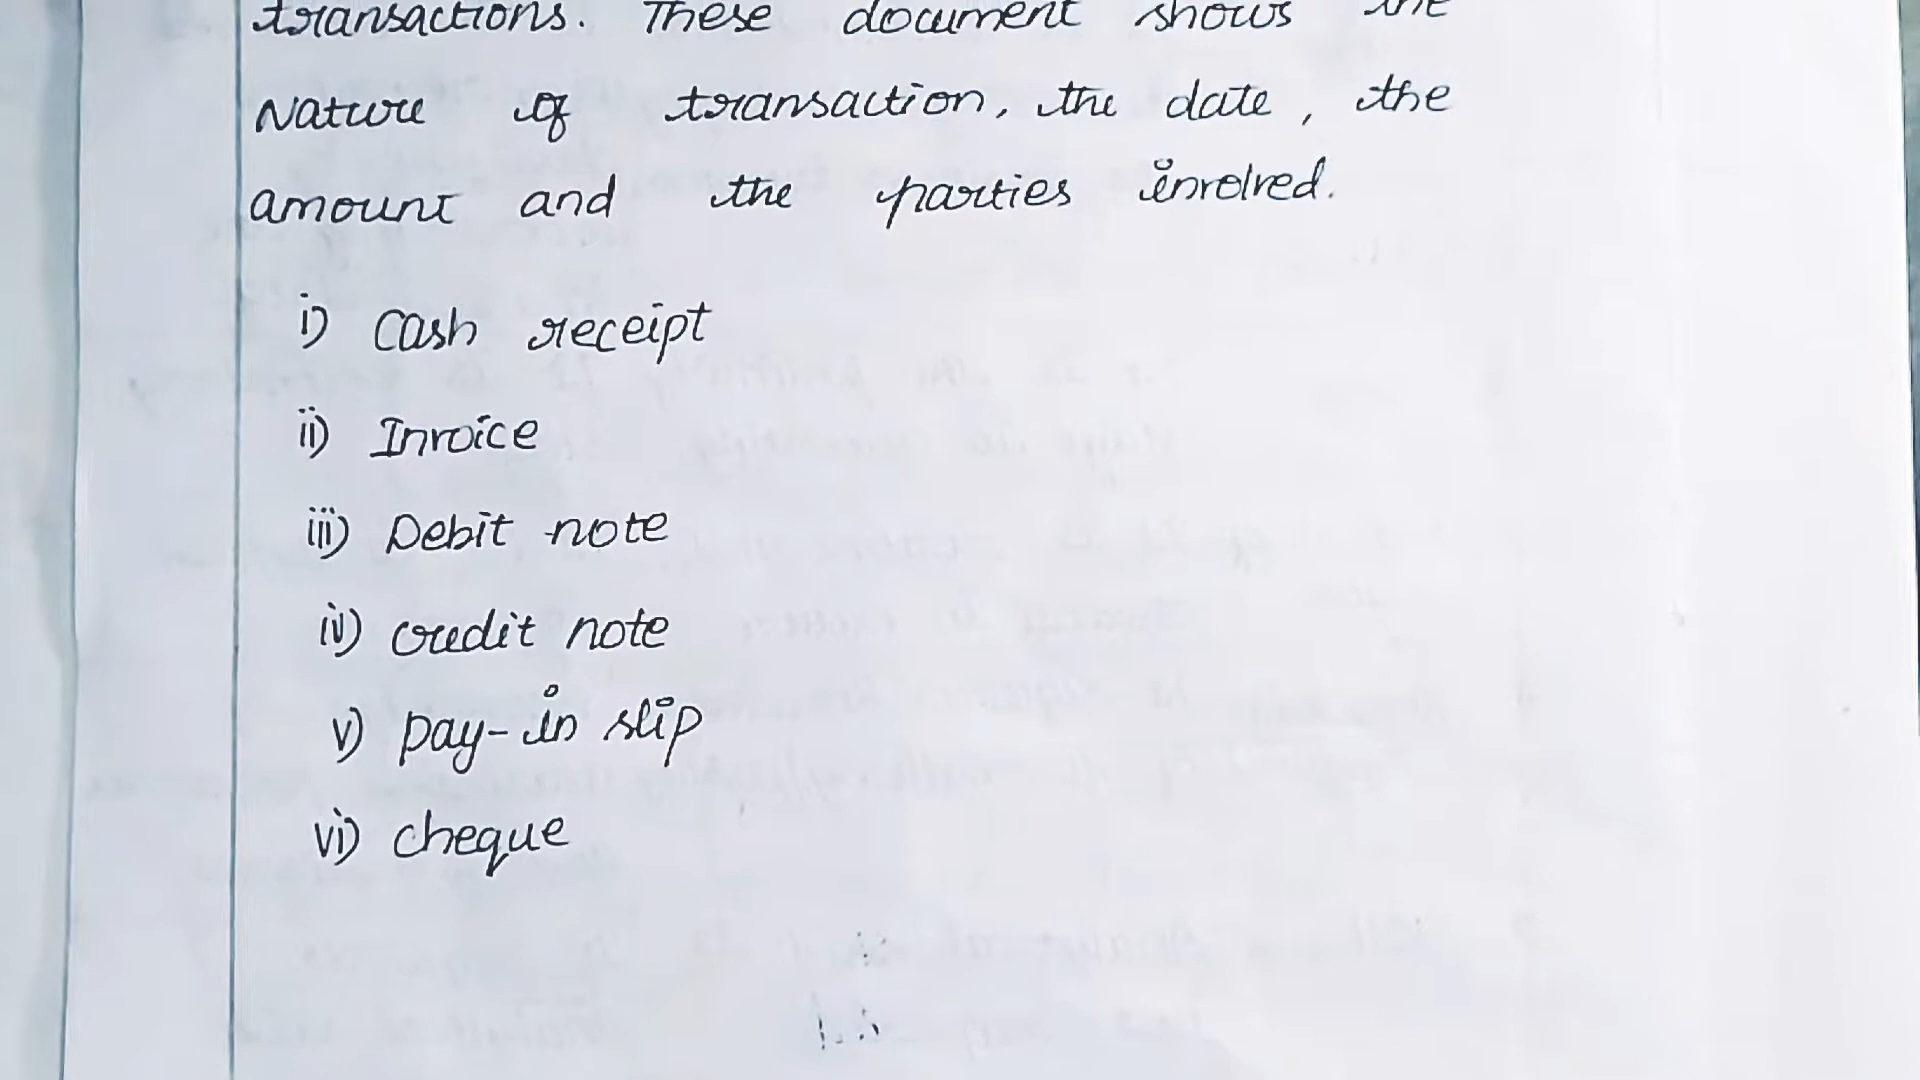 transactions. These document shows the
Nature of transaction, the date, the
amount and the parties involved.
i) Cash receipt
ii) Invoice
iii) Debit note
iv) credit note
v) pay-in slip
vi) cheque